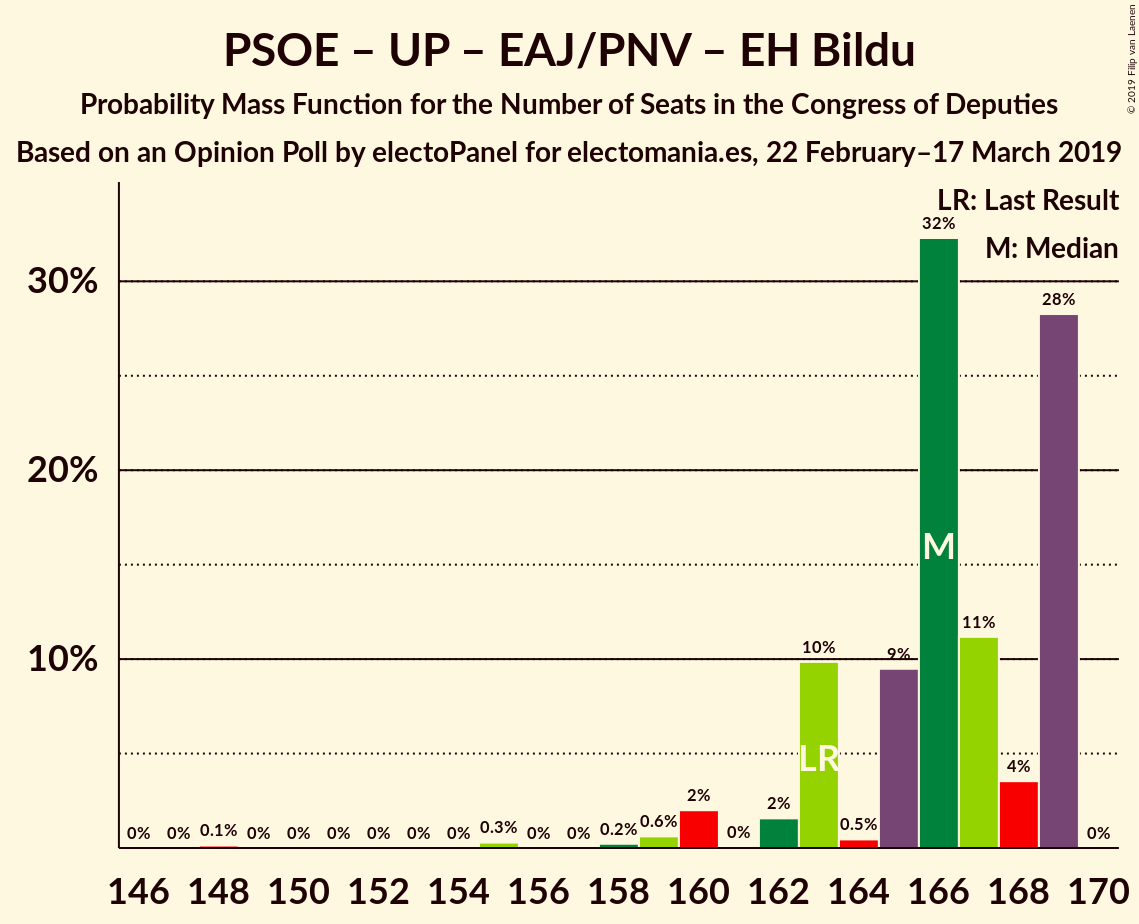 PSOE – UP – EAJ/PNV – EH Bildu
Probability Mass Function for the Number of Seats in the Congress of Deputies
Based on an Opinion Poll by electoPanel for electomania.es, 22 February–17 March 2019
© 2019 Filip van Laenen
LR: Last Result
M: Median
30%
20%
10%
0% 0% 0.1% 0% 0% 0% 0% 0% 0% 0.3% 0% 0% 0.2% 0.6% 2% 0% 2% 10% 0.5% 9% 32% 11% 4% 28% 0%
M
LR
146 148 150 152 154 156 158 160 162 164 166 168 170